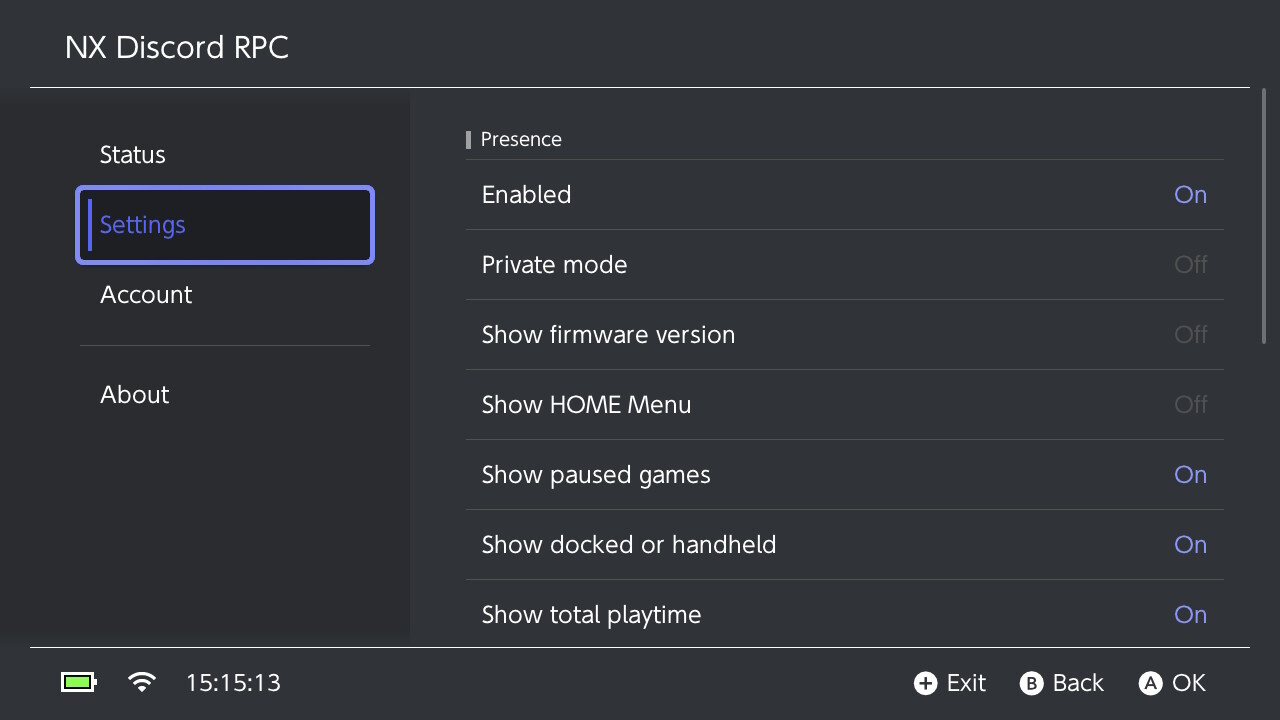 NX Discord RPC
Status
Settings
Account
About
Presence
Enabled On
Private mode Off
Show firmware version Off
Show HOME Menu Off
Show paused games On
Show docked or handheld On
Show total playtime On
15:15:13
+ Exit B Back A OK